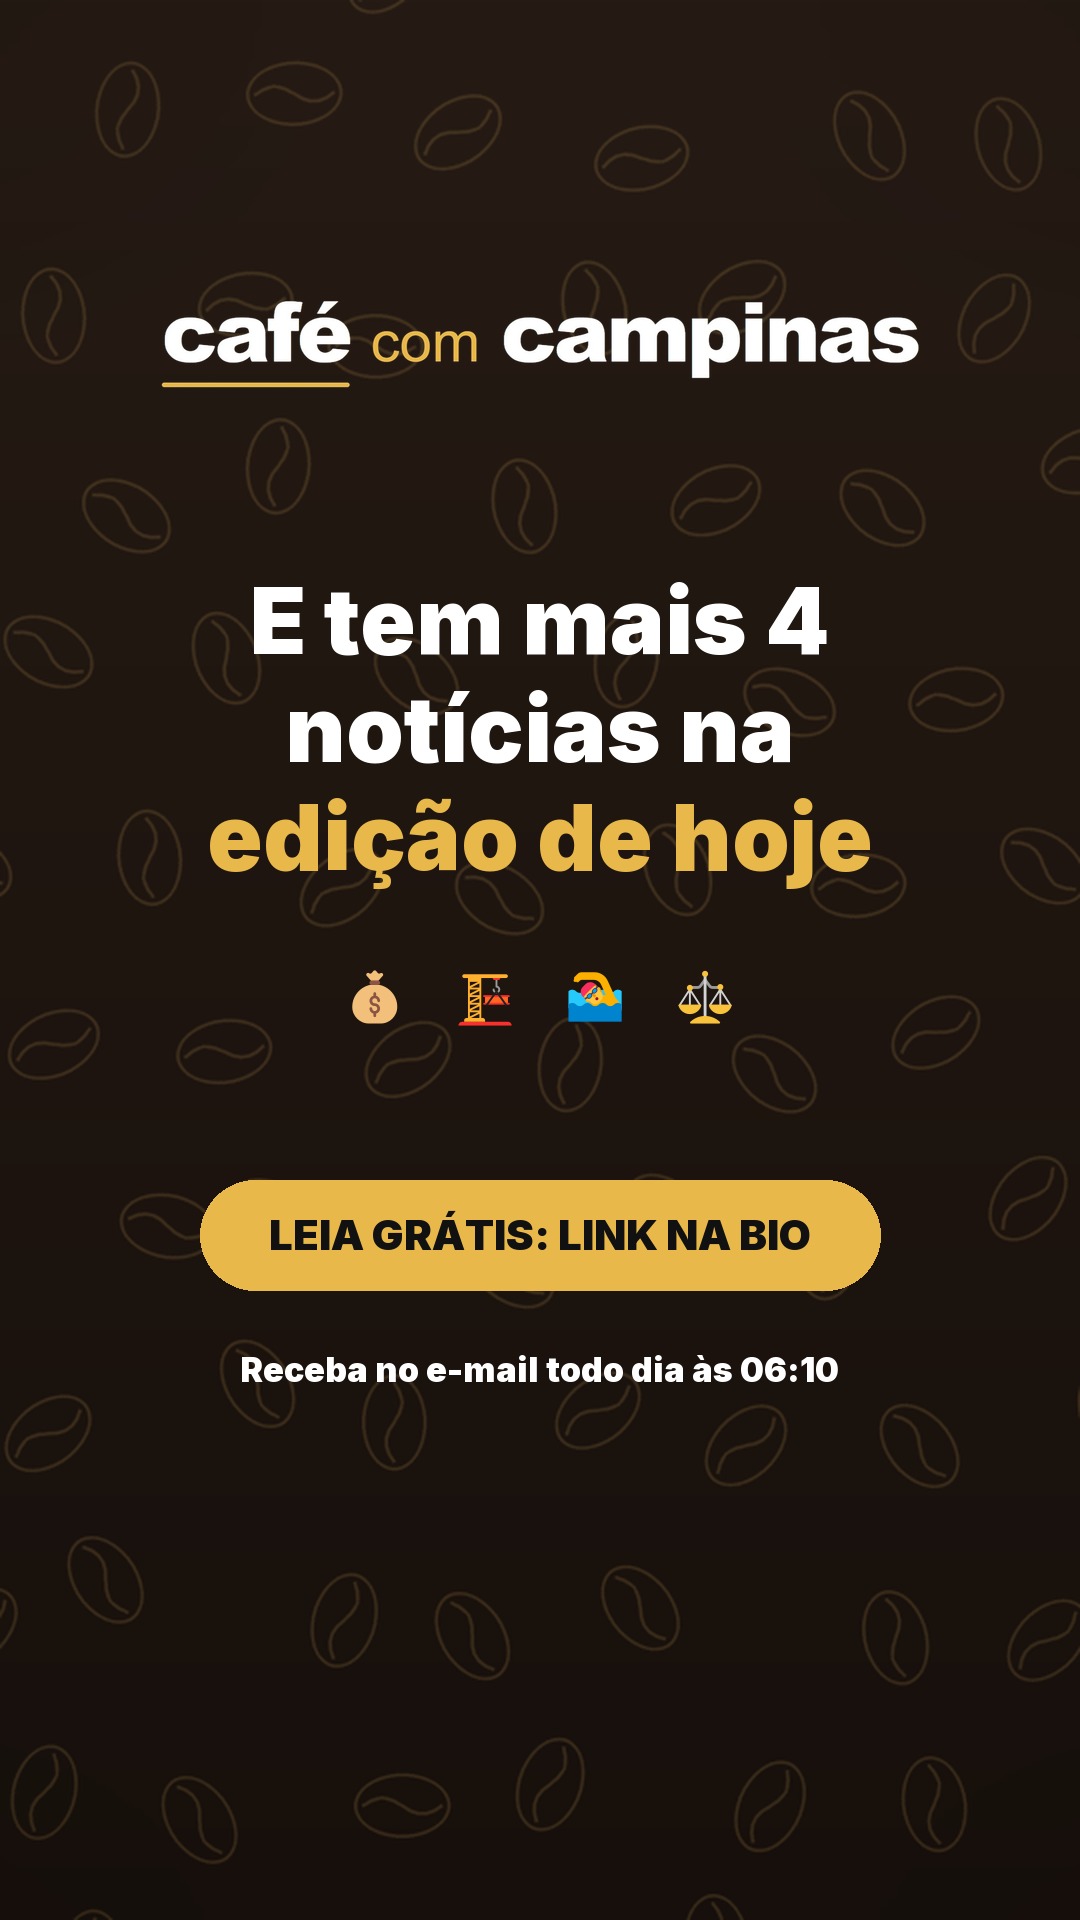 café com campinas
E tem mais 4
notícias na
edição de hoje
LEIA GRÁTIS: LINK NA BIO
Receba no e-mail todo dia às 06:10